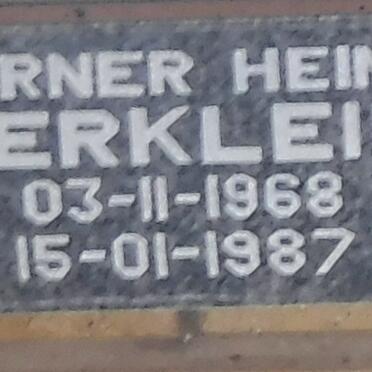 RNER HEIN
ERKLEI
03-11-1968
15-01-1987